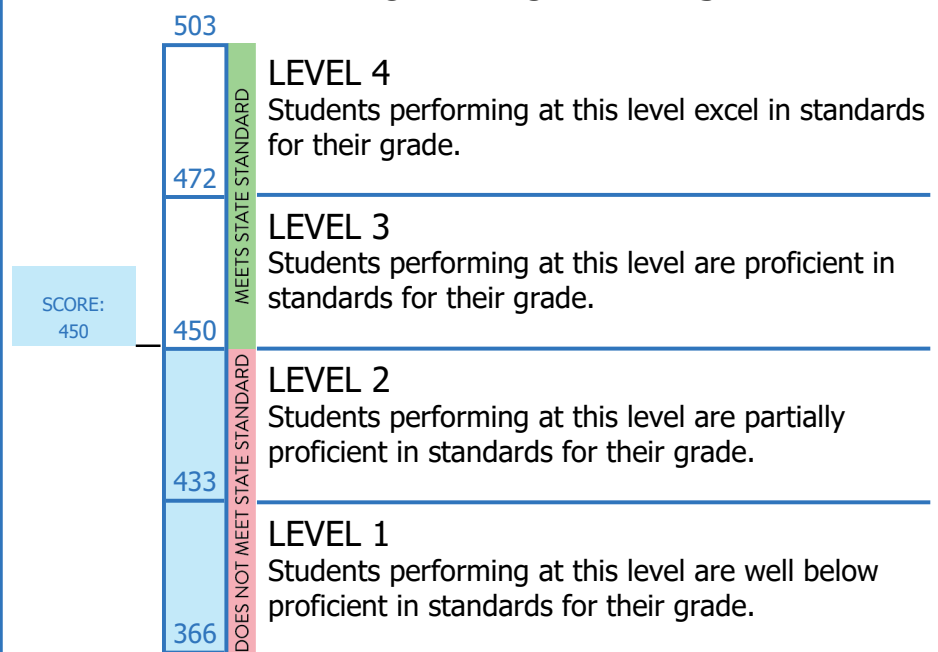 503
LEVEL 4
Students performing at this level excel in standards
for their grade.
MEETS STATE STANDARD
472
LEVEL 3
Students performing at this level are proficient in
standards for their grade.
SCORE:
450
450
LEVEL 2
Students performing at this level are partially
proficient in standards for their grade.
DOES NOT MEET STATE STANDARD
433
LEVEL 1
Students performing at this level are well below
proficient in standards for their grade.
366